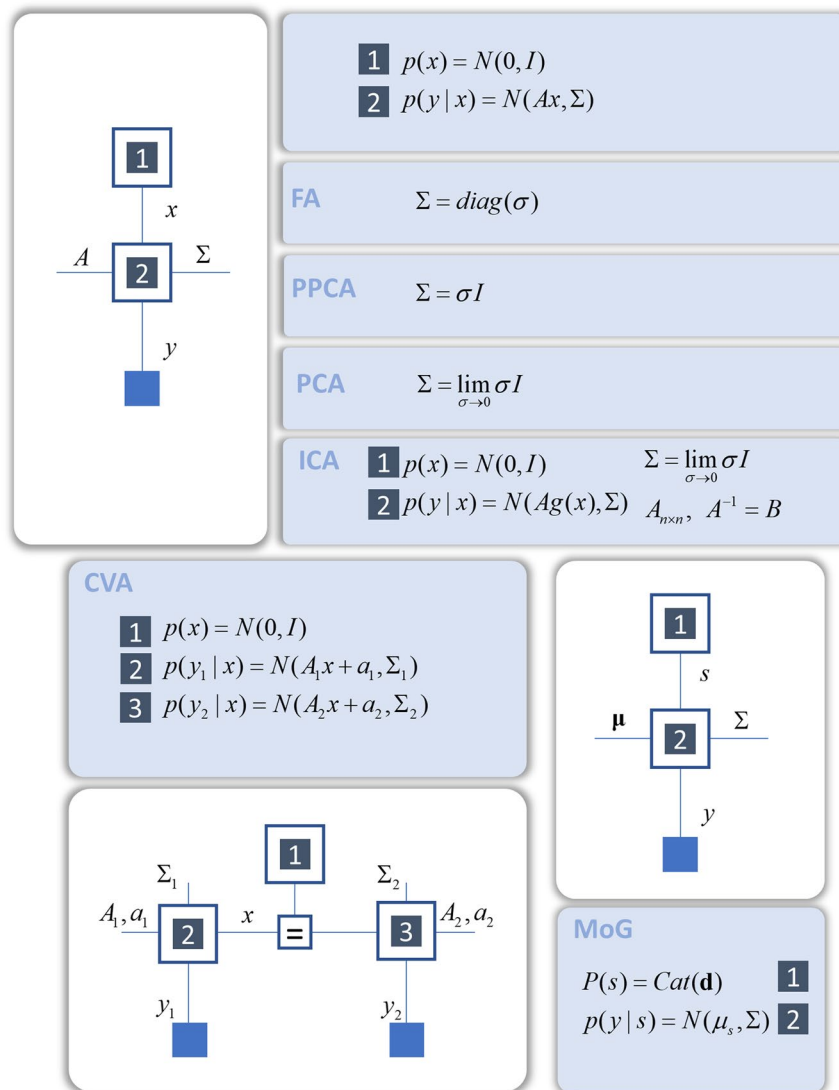 1
x
A
2
Σ
y
1 p(x) = N(0, I)
2 p(y | x) = N(Ax, Σ)
FA Σ = diag(σ)
PPCA Σ = σI
PCA Σ = lim σ→0 σI
ICA 1 p(x) = N(0, I) Σ = lim σ→0 σI
2 p(y | x) = N(Ag(x), Σ) Aₙₓₙ, A⁻¹ = B
CVA
1 p(x) = N(0, I)
2 p(y₁ | x) = N(A₁x + a₁, Σ₁)
3 p(y₂ | x) = N(A₂x + a₂, Σ₂)
1
s
μ
2
Σ
y
1
Σ₁
Σ₂
A₁, a₁
2
x
=
3
A₂, a₂
y₁
y₂
MoG
P(s) = Cat(d) 1
p(y | s) = N(μₛ, Σ) 2